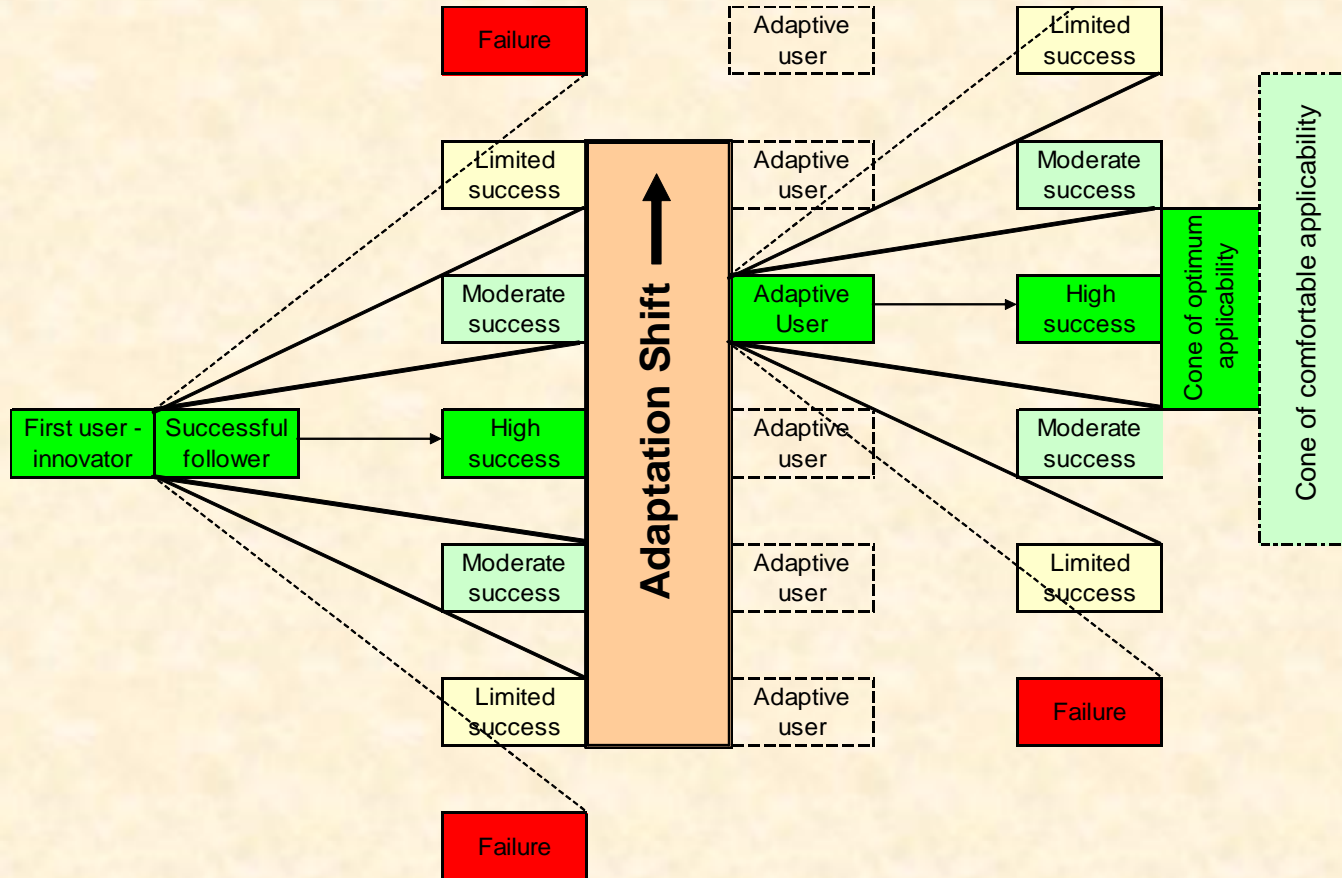 Failure
Adaptive
user
Limited
success
Limited
success
Adaptive
user
Moderate
success
Moderate
success
Adaptive
User
High
success
First user -
innovator
Successful
follower
High
success
Adaptive
user
Moderate
success
Moderate
success
Adaptive
user
Limited
success
Limited
success
Adaptive
user
Failure
Failure
Adaptation Shift
Cone of optimum
applicability
Cone of comfortable applicability